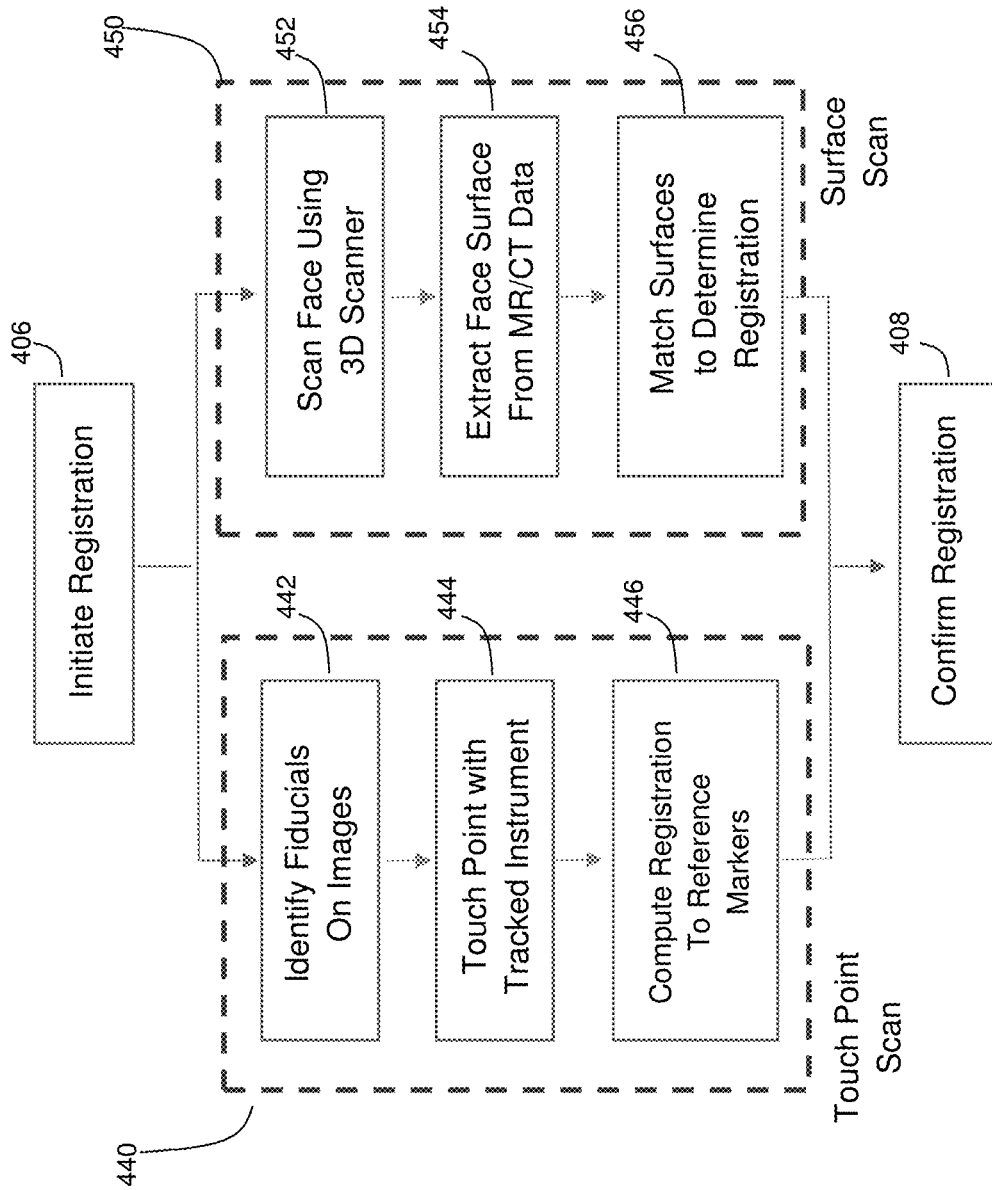 406
Initiate Registration
440
442
Identify Fiducials
On Images
444
Touch Point with
Tracked Instrument
446
Compute Registration
To Reference
Markers
Touch Point
Scan
450
452
Scan Face Using
3D Scanner
454
Extract Face Surface
From MR/CT Data
456
Match Surfaces
to Determine
Registration
Surface
Scan
408
Confirm Registration